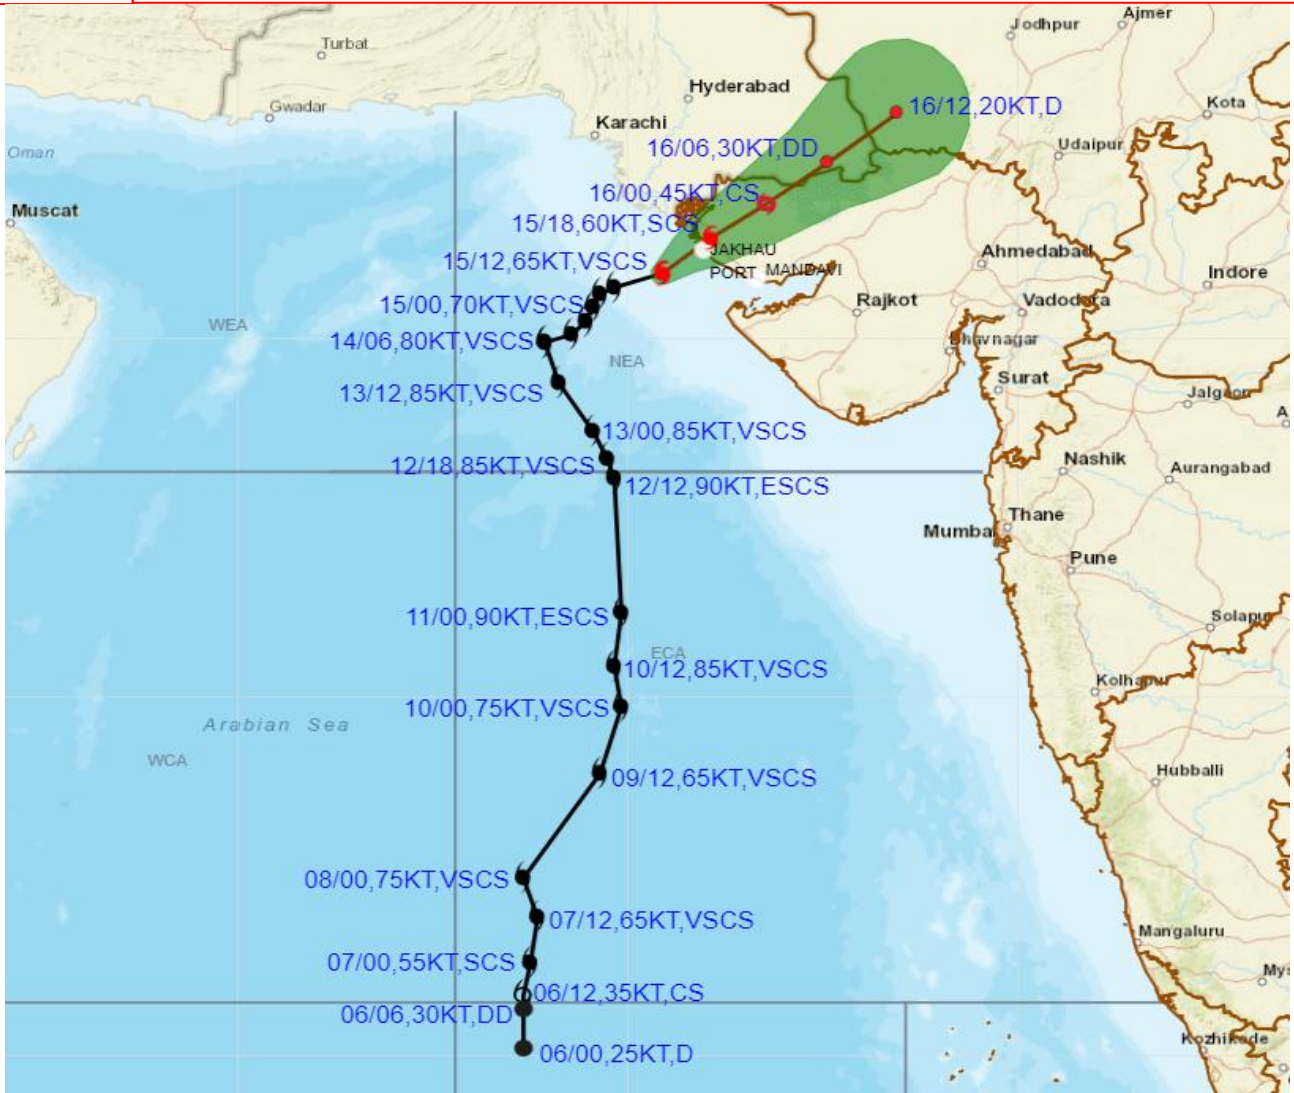 Ajmer
Jodhpur
Turbat
Hyderabad
Gwadar
Kota
16/12,20KT,D
Karachi
Udaipur
16/06,30KT,DD
Oman
16/00,45KT,CS
Muscat
15/18,60KT,SCS
JAKHAU
PORT
MANDAVI
Ahmedabad
15/12,65KT,VSCS
Indore
Rajkot
Vadodara
15/00,70KT,VSCS
WEA
14/06,80KT,VSCS
Bhavnagar
NEA
Surat
13/12,85KT,VSCS
Jalgaon
13/00,85KT,VSCS
12/18,85KT,VSCS
Nashik
Aurangabad
12/12,90KT,ESCS
Thane
Mumbai
Pune
11/00,90KT,ESCS
Solapur
ECA
10/12,85KT,VSCS
Kolhapur
10/00,75KT,VSCS
Arabian Sea
WCA
09/12,65KT,VSCS
Hubballi
08/00,75KT,VSCS
07/12,65KT,VSCS
Mangaluru
07/00,55KT,SCS
Mys
06/12,35KT,CS
06/06,30KT,DD
Kozhikode
06/00,25KT,D